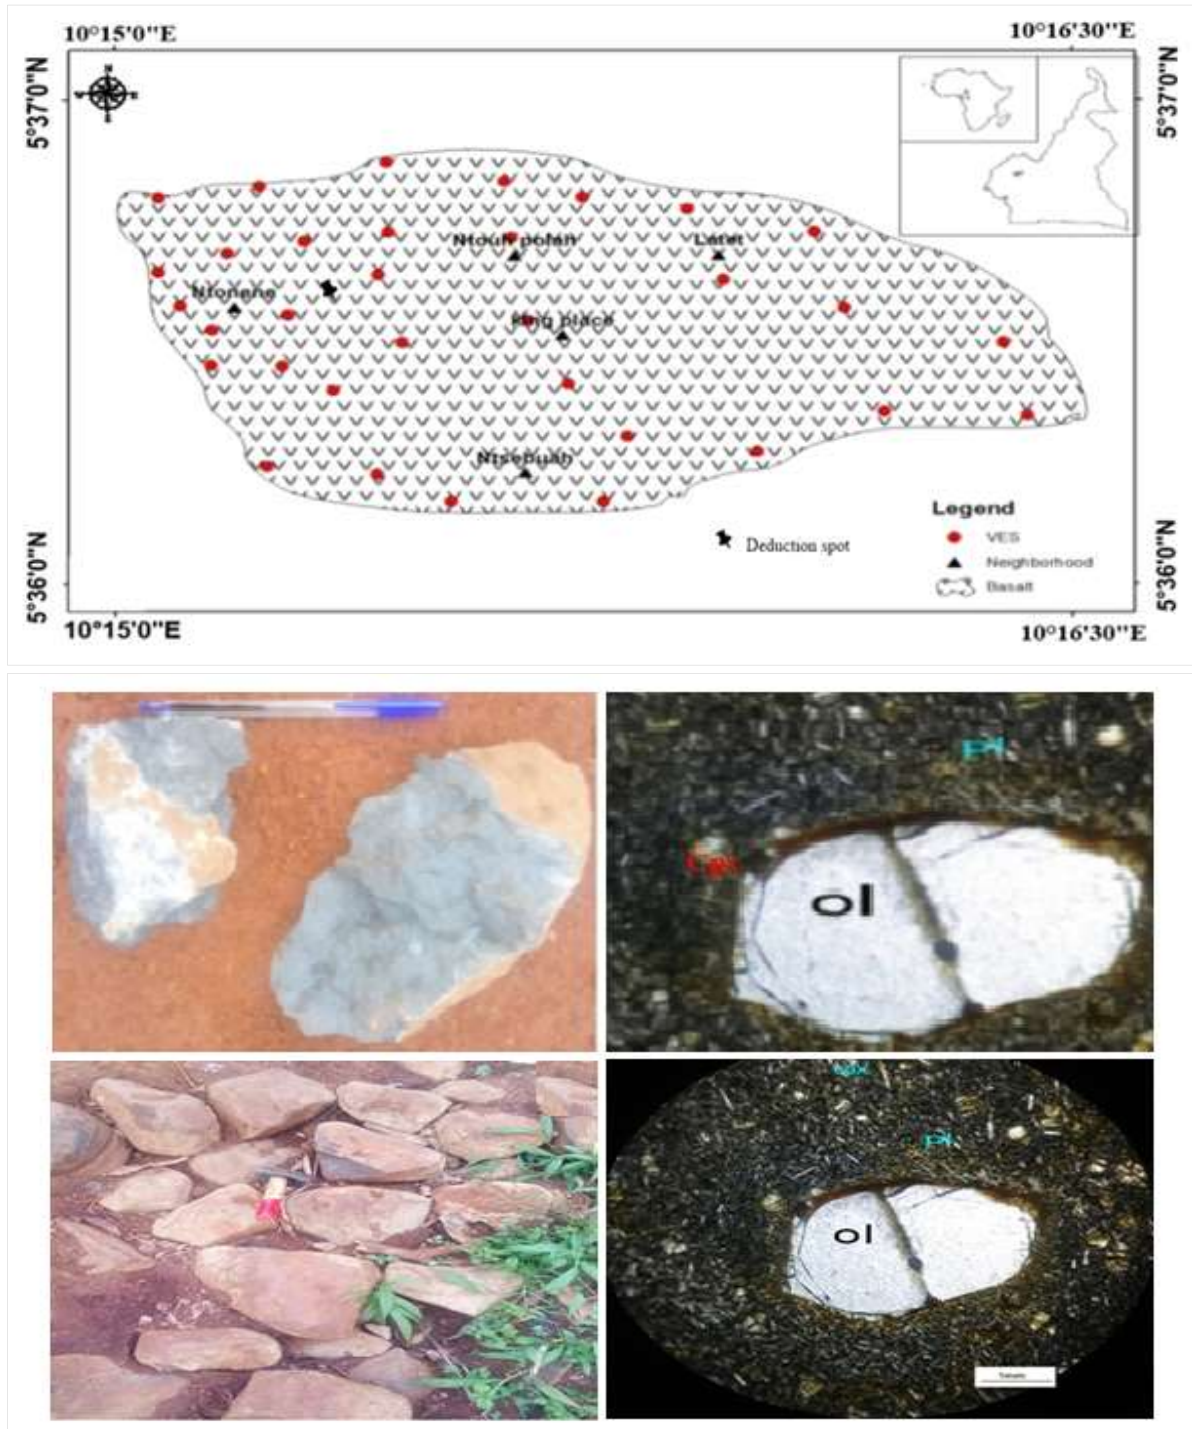 10°15'0"E
10°16'30"E
5°37'0"N
5°37'0"N
Ntouh polah
Latet
Ntonene
King place
Ntsebuah
Legend
VES
Deduction spot
Neighborhood
Basalt
5°36'0"N
5°36'0"N
10°15'0"E
10°16'30"E
pl
ol
pl
ol